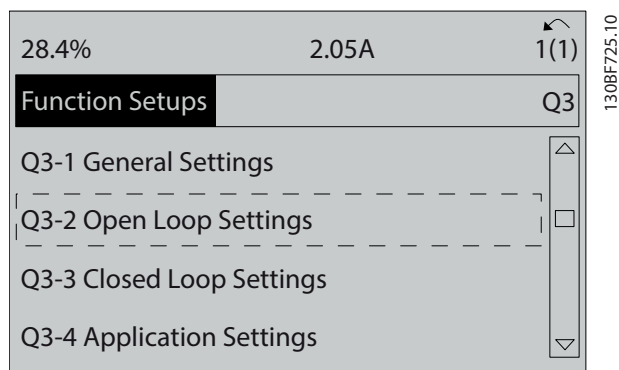 28.4% 2.05A 1(1)
Function Setups Q3
Q3-1 General Settings
Q3-2 Open Loop Settings
Q3-3 Closed Loop Settings
Q3-4 Application Settings
130BF725.10